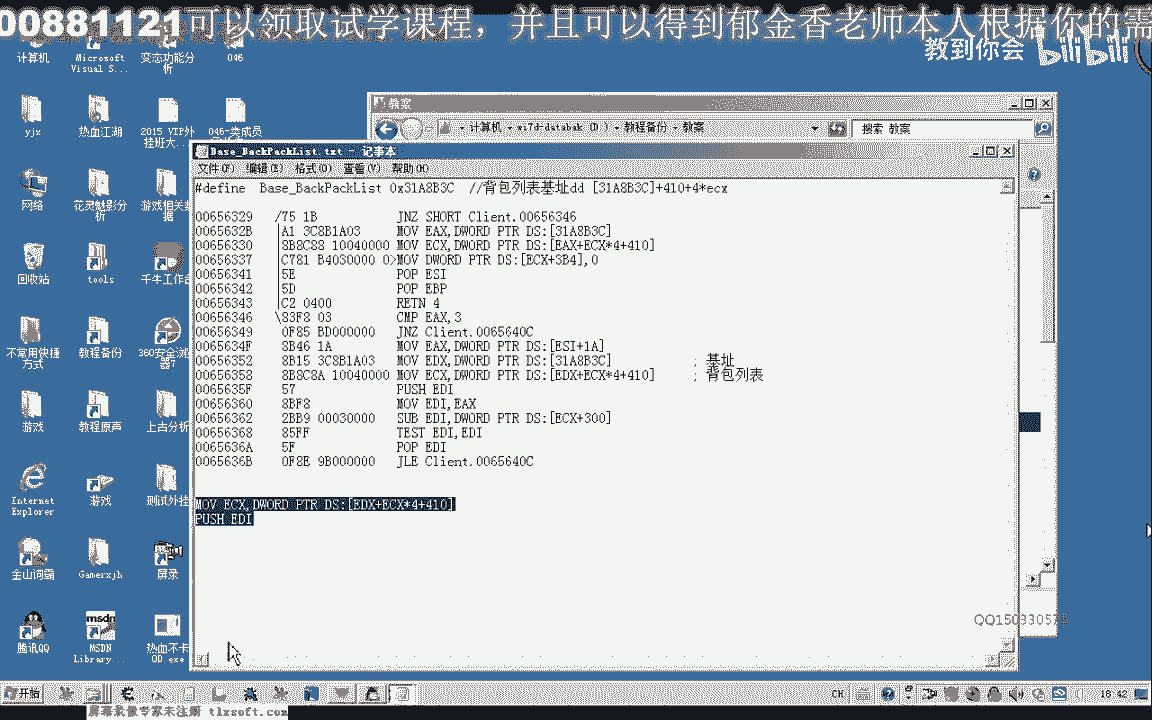 00881121可以领取试学课程，并且可以得到郁金香老师本人根据你的需
教到你会 bilibili
计算机
Microsoft Visual S...
变态功能分析
046
yjx
热血江湖
2015 VIP外挂班大...
046-类成员
网络
花灵魅影分析
游戏相关数据
回收站
tools
千牛工作台
不常用快捷方式
教程备份
360安全浏览器7
游戏
教程原声
上古分析
Internet Explorer
游戏
测试外挂
金山词霸
Gamerxjh
屏录
腾讯QQ
MSDN Library...
热血不卡QD.exe
教案
计算机 - wi7d-databak (D:) - 教程备份 - 教案
搜索 教案
Base_BackPackList.txt - 记事本
文件(F) 编辑(E) 格式(O) 查看(V) 帮助(H)
#define Base_BackPackList 0x31A8B3C //背包列表基址dd [31A8B3C]+410+4*ecx
00656329 /75 1B JNZ SHORT Client.00656346
0065632B |A1 3C8B1A03 MOV EAX,DWORD PTR DS:[31A8B3C]
00656330 |8B8C88 10040000 MOV ECX,DWORD PTR DS:[EAX+ECX*4+410]
00656337 |C781 B4030000 0>MOV DWORD PTR DS:[ECX+3B4],0
00656341 |5E POP ESI
00656342 |5D POP EBP
00656343 |C2 0400 RETN 4
00656346 \83F8 03 CMP EAX,3
00656349 0F85 BD000000 JNZ Client.0065640C
0065634F 8B46 1A MOV EAX,DWORD PTR DS:[ESI+1A]
00656352 8B15 3C8B1A03 MOV EDX,DWORD PTR DS:[31A8B3C] ; 基址
00656358 8B8C8A 10040000 MOV ECX,DWORD PTR DS:[EDX+ECX*4+410] ; 背包列表
0065635F 57 PUSH EDI
00656360 8BF8 MOV EDI,EAX
00656362 2BB9 00030000 SUB EDI,DWORD PTR DS:[ECX+300]
00656368 85FF TEST EDI,EDI
0065636A 5F POP EDI
0065636B 0F8E 9B000000 JLE Client.0065640C
MOV ECX,DWORD PTR DS:[EDX+ECX*4+410]
PUSH EDI
开始
CH
18:42
屏幕录像专家未注册 tlxsoft.com